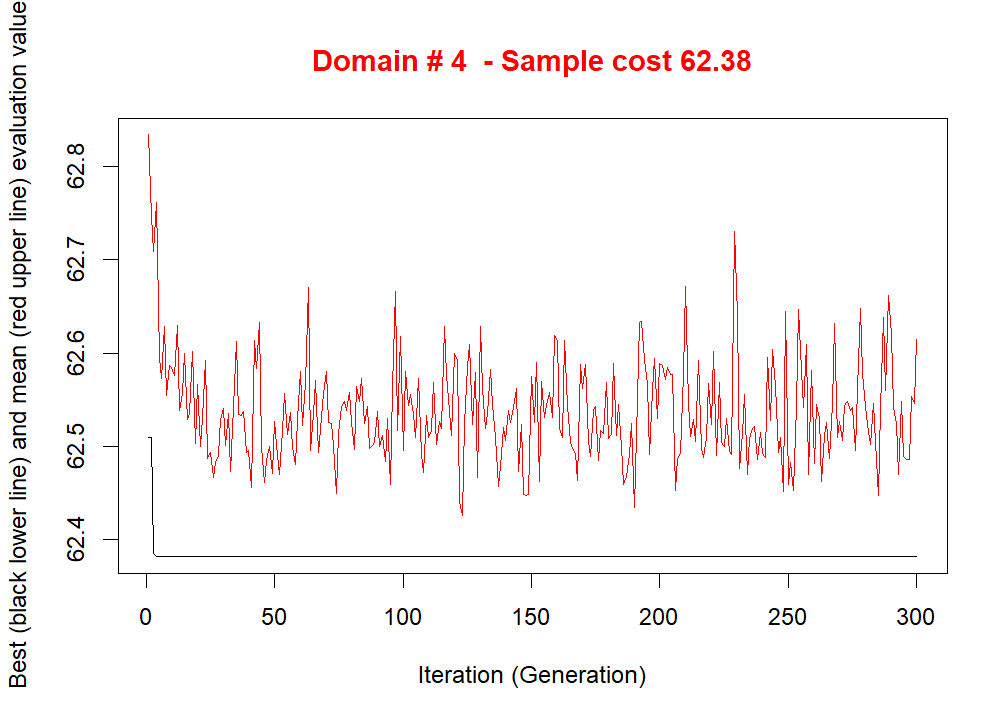 Domain # 4  - Sample cost 62.38
Best (black lower line) and mean (red upper line) evaluation value
62.8
62.7
62.6
62.5
62.4
0 50 100 150 200 250 300
Iteration (Generation)